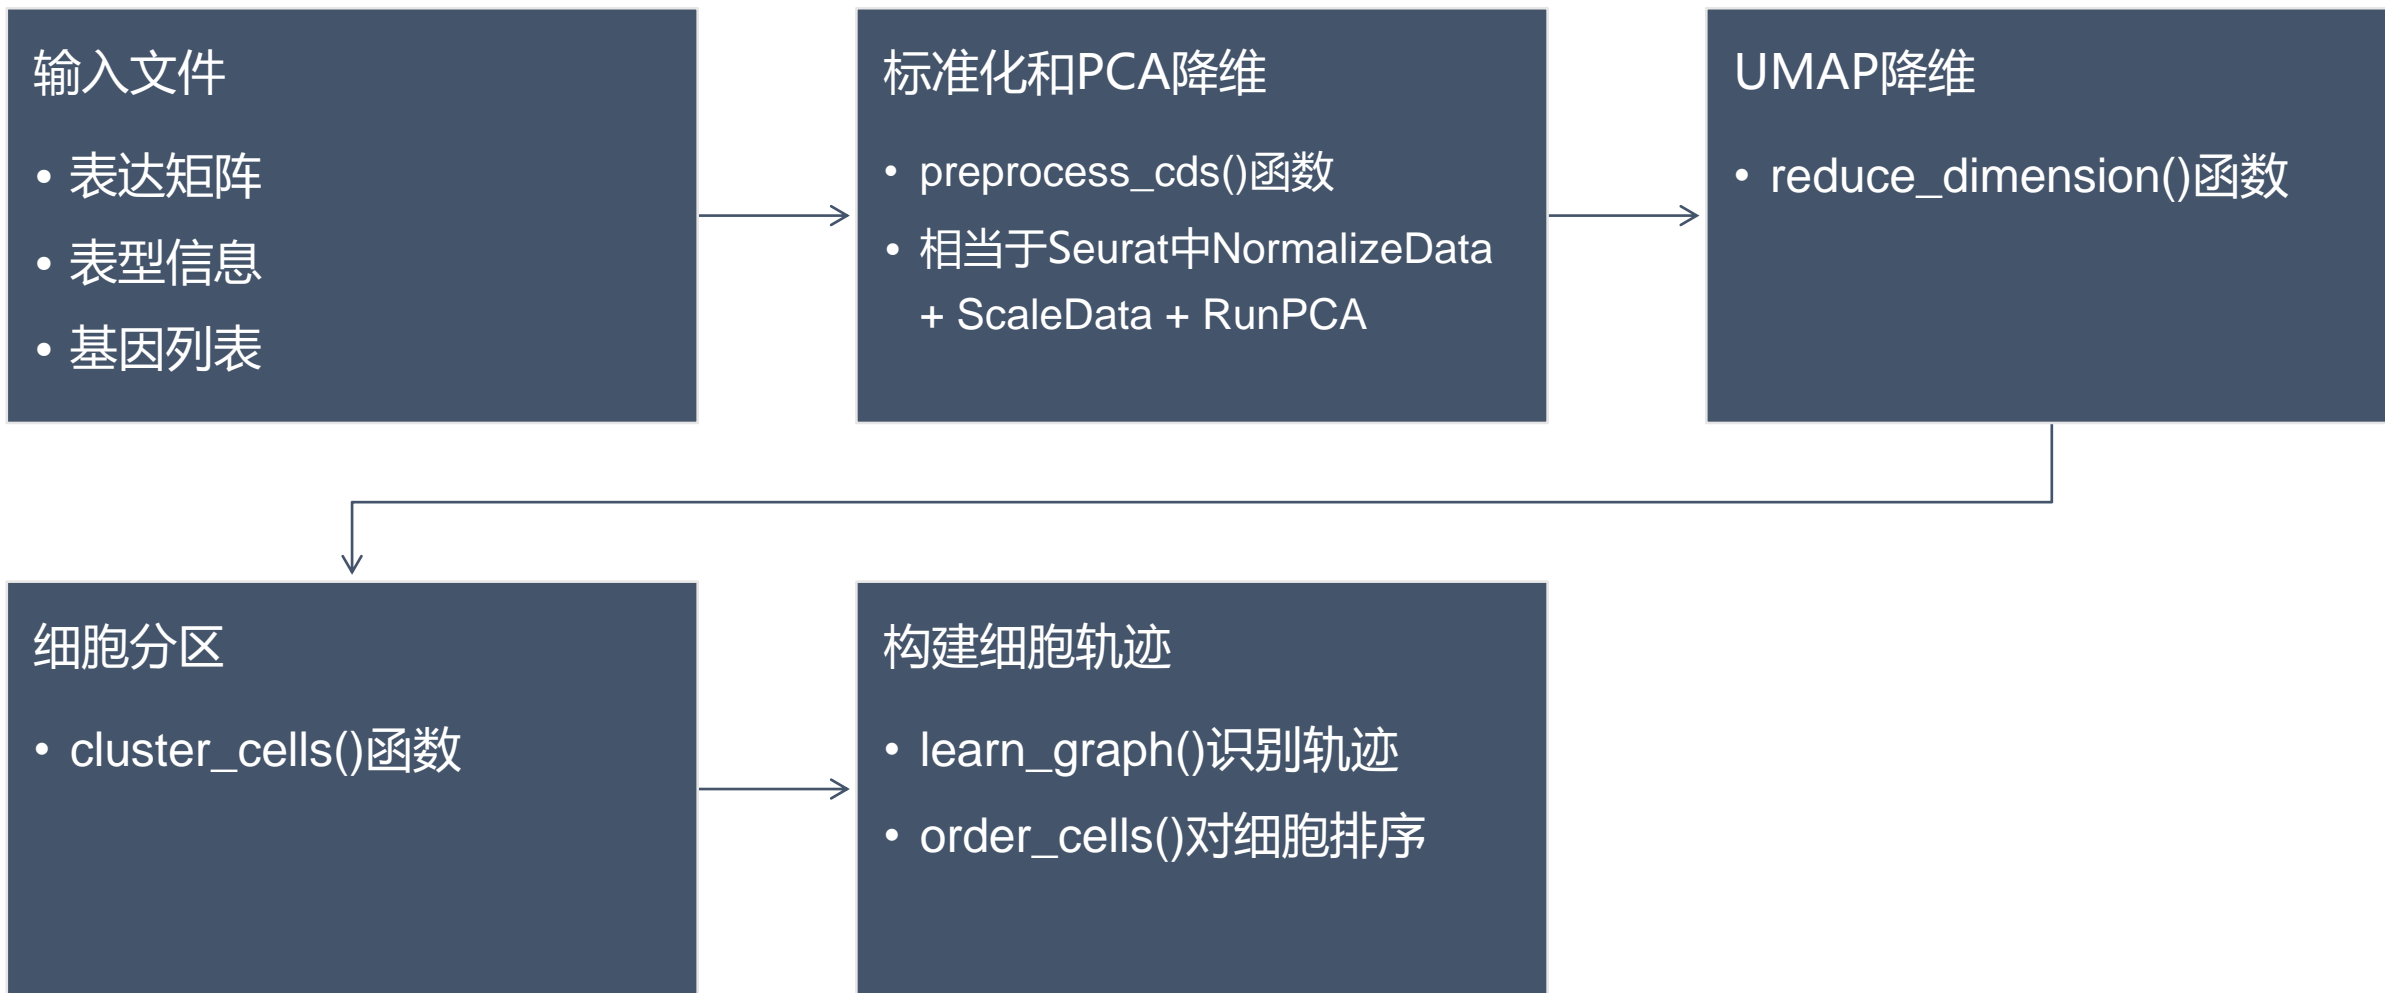 输入文件
• 表达矩阵
• 表型信息
• 基因列表
标准化和PCA降维
• preprocess_cds()函数
• 相当于Seurat中NormalizeData
+ ScaleData + RunPCA
UMAP降维
• reduce_dimension()函数
细胞分区
• cluster_cells()函数
构建细胞轨迹
• learn_graph()识别轨迹
• order_cells()对细胞排序